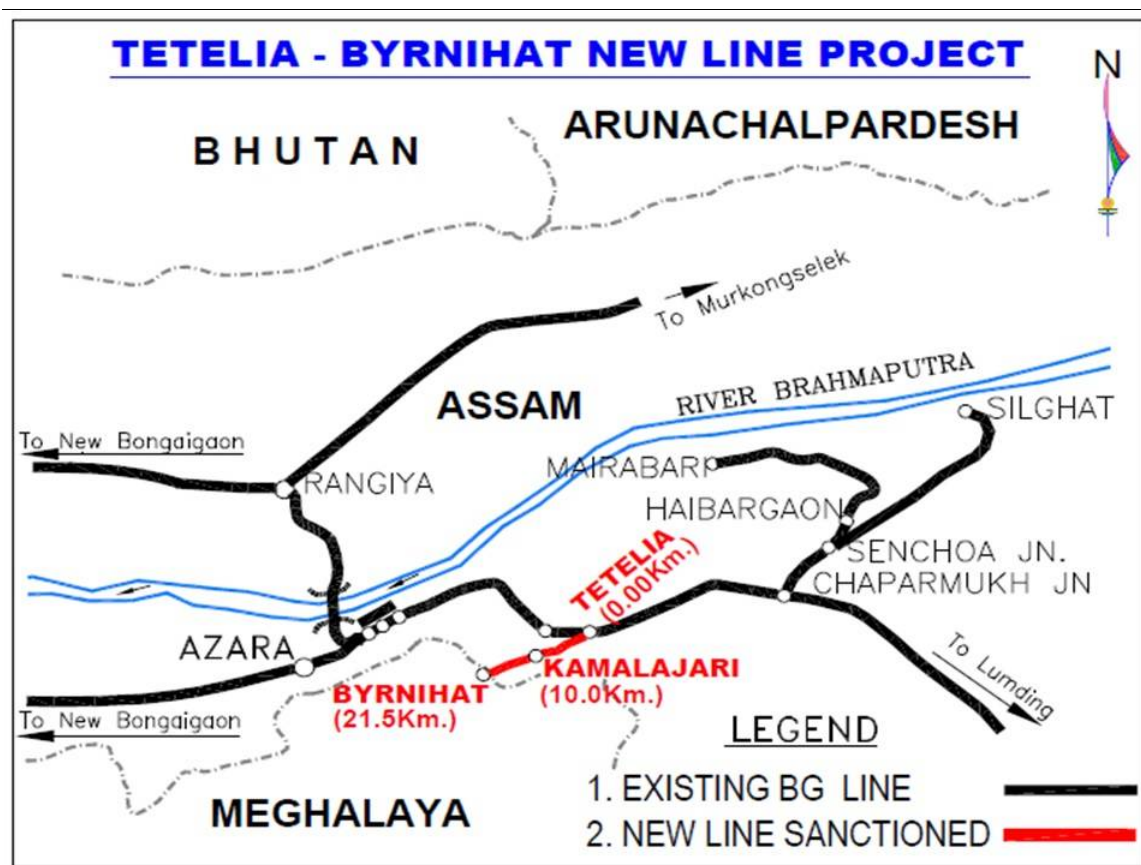 TETELIA - BYRNIHAT NEW LINE PROJECT
N
BHUTAN
ARUNACHALPARDESH
To Murkongselek
RIVER BRAHMAPUTRA
ASSAM
SILGHAT
To New Bongaigaon
MAIRABARI
RANGIYA
HAIBARGAON
TETELIA
(0.00Km.)
SENCHOA JN.
CHAPARMUKH JN
AZARA
KAMALAJARI
(10.0Km.)
BYRNIHAT
(21.5Km.)
To Lumding
To New Bongaigaon
LEGEND
1. EXISTING BG LINE
MEGHALAYA
2. NEW LINE SANCTIONED